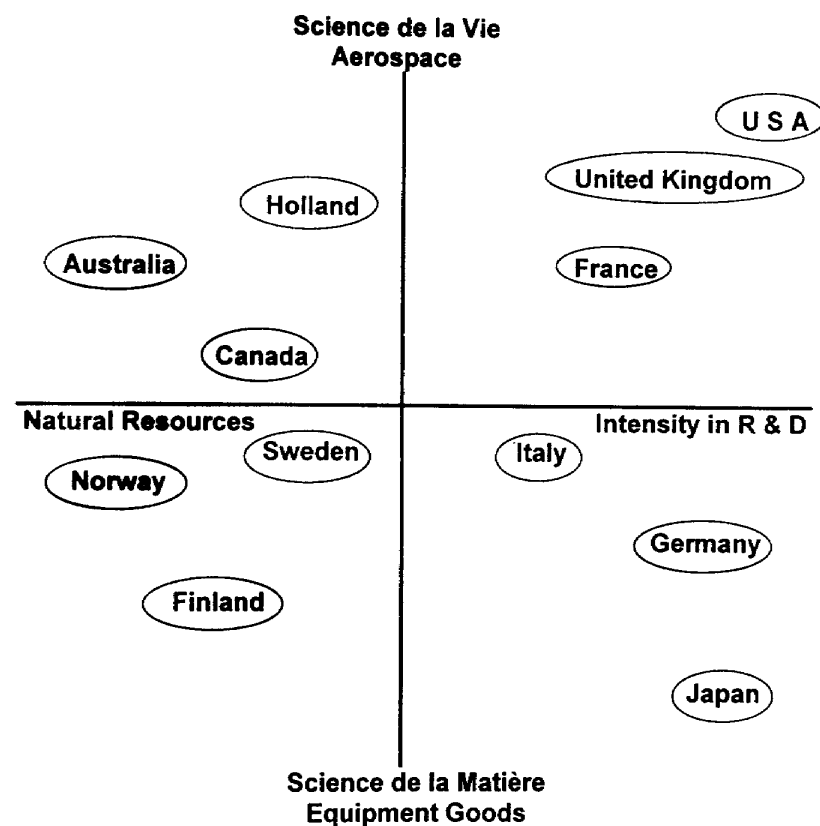 Science de la Vie
Aerospace
U S A
United Kingdom
Holland
Australia
France
Canada
Natural Resources
Intensity in R & D
Sweden
Italy
Norway
Germany
Finland
Japan
Science de la Matière
Equipment Goods